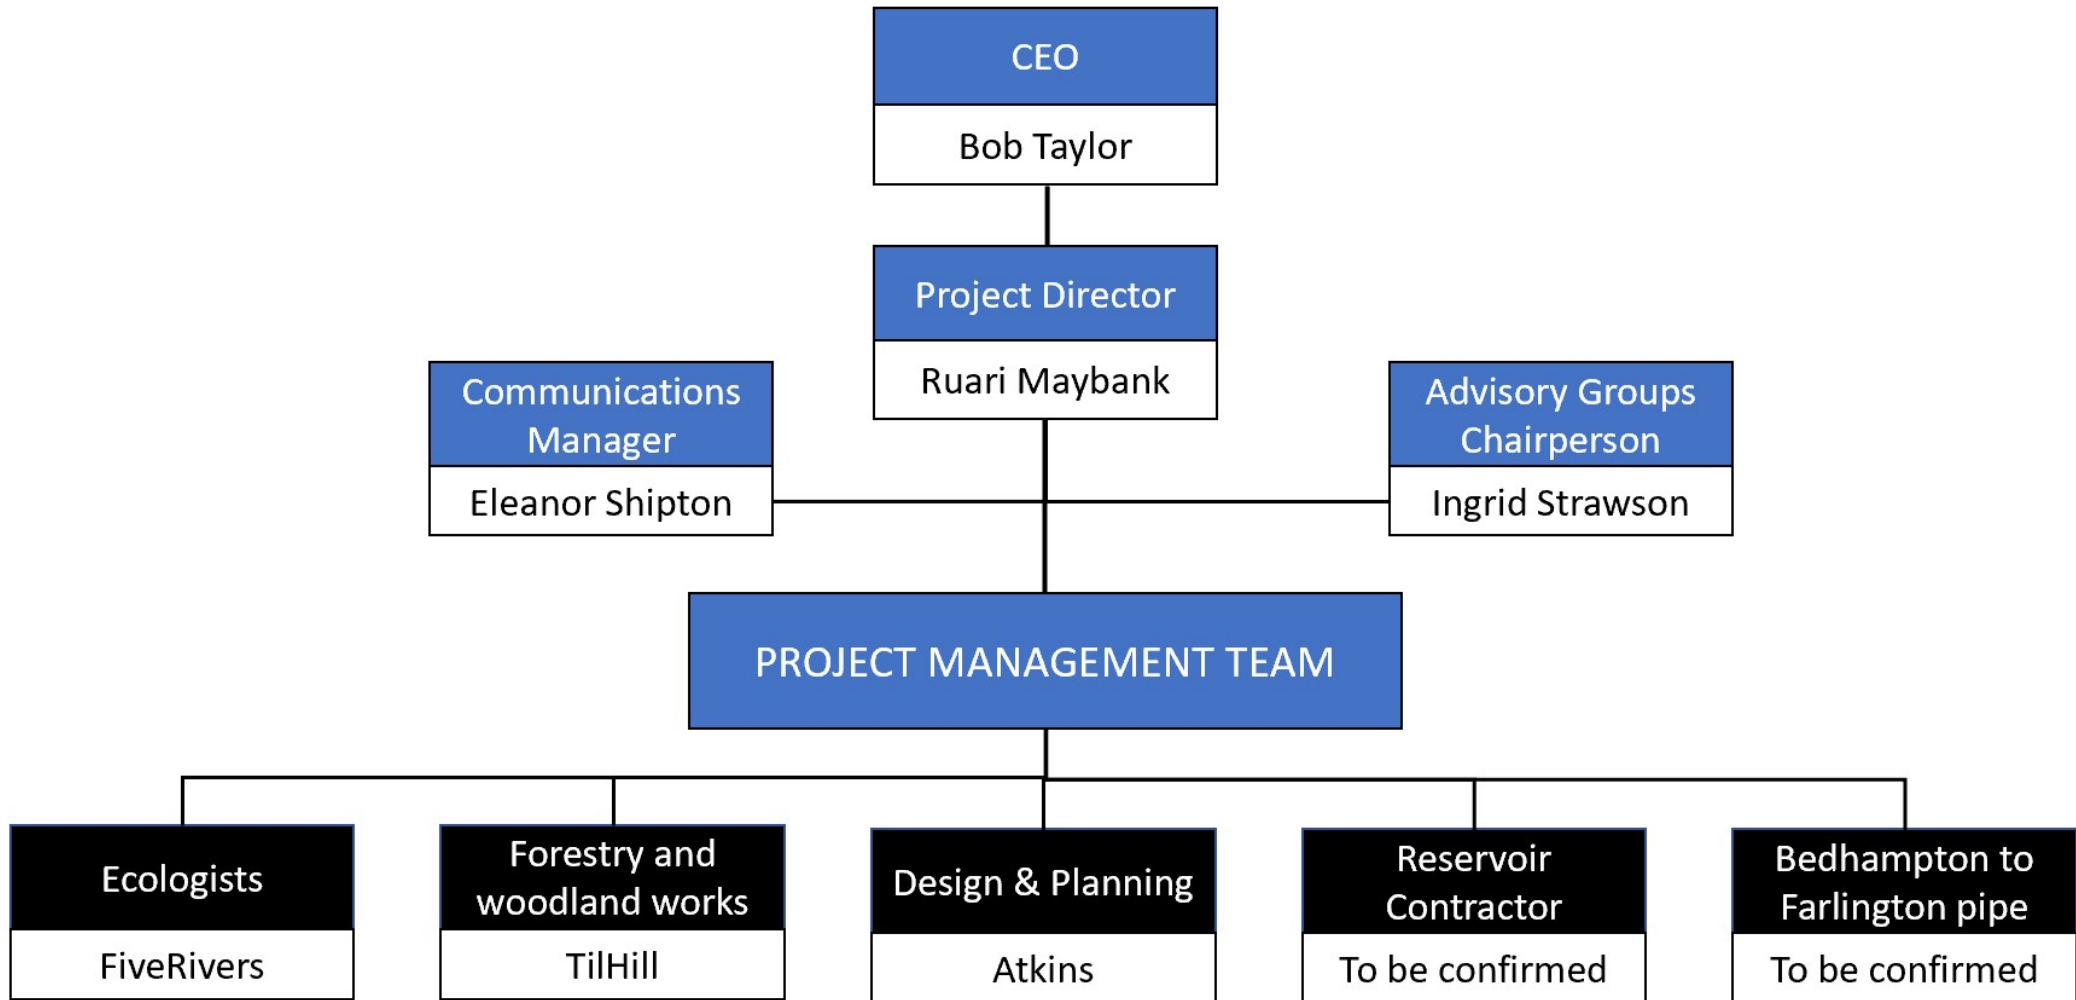 CEO
Bob Taylor
Project Director
Ruari Maybank
Communications
Manager
Eleanor Shipton
Advisory Groups
Chairperson
Ingrid Strawson
PROJECT MANAGEMENT TEAM
Ecologists
FiveRivers
Forestry and
woodland works
TilHill
Design & Planning
Atkins
Reservoir
Contractor
To be confirmed
Bedhampton to
Farlington pipe
To be confirmed